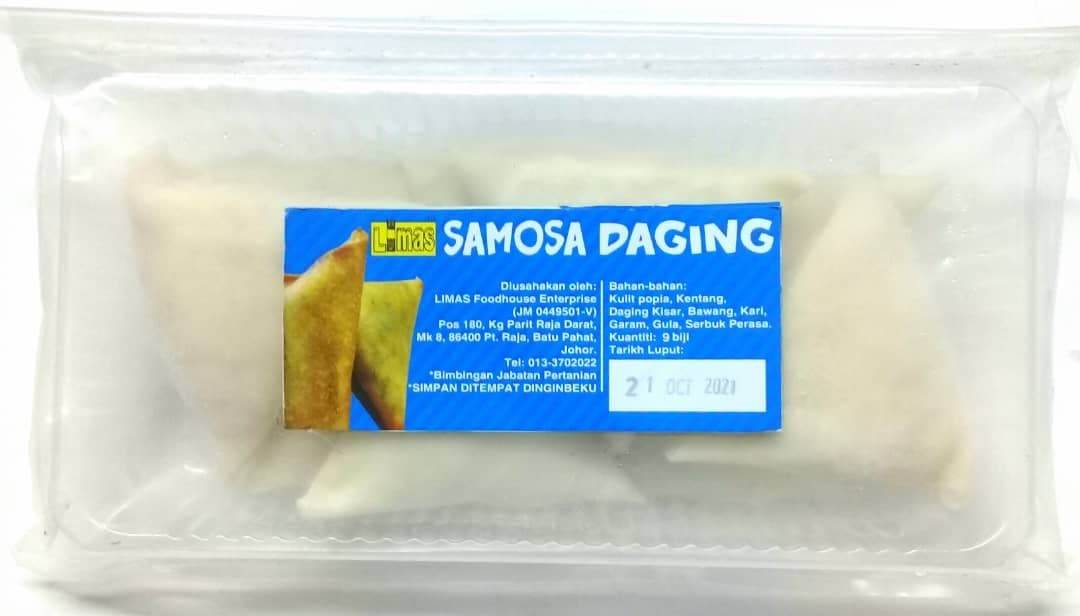 Limas SAMOSA DAGING
Diusahakan oleh:
LIMAS Foodhouse Enterprise
(JM 0449501-V)
Pos 180, Kg Parit Raja Darat,
Mk 8, 86400 Pt. Raja, Batu Pahat,
Johor.
Tel: 013-3702022
*Bimbingan Jabatan Pertanian
*SIMPAN DITEMPAT DINGINBEKU
Bahan-bahan:
Kulit popia, Kentang,
Daging Kisar, Bawang, Kari,
Garam, Gula, Serbuk Perasa.
Kuantiti: 9 biji
Tarikh Luput:
21 OCT 2021